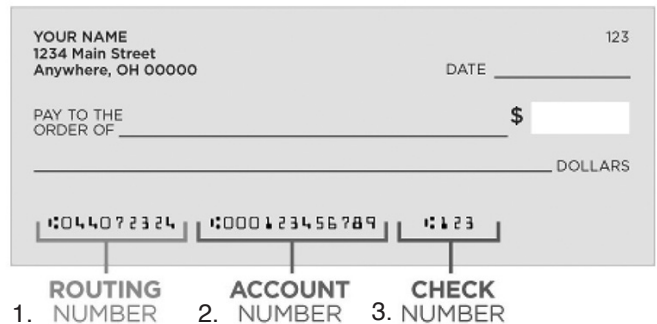 YOUR NAME
123
1234 Main Street
Anywhere, OH 00000
DATE
PAY TO THE
ORDER OF
$
DOLLARS
⑆044072324 ⑆000123456789 ⑆123
1. ROUTING NUMBER
2. ACCOUNT NUMBER
3. CHECK NUMBER